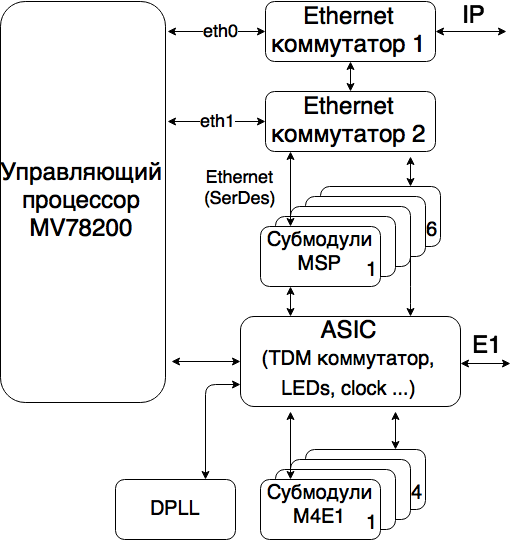 Ethernet
коммутатор 1
IP
eth0
Ethernet
коммутатор 2
eth1
Управляющий
процессор
MV78200
Ethernet
(SerDes)
6
Субмодули
MSP
1
ASIC
(TDM коммутатор,
LEDs, clock ...)
E1
DPLL
4
Субмодули
M4E1
1